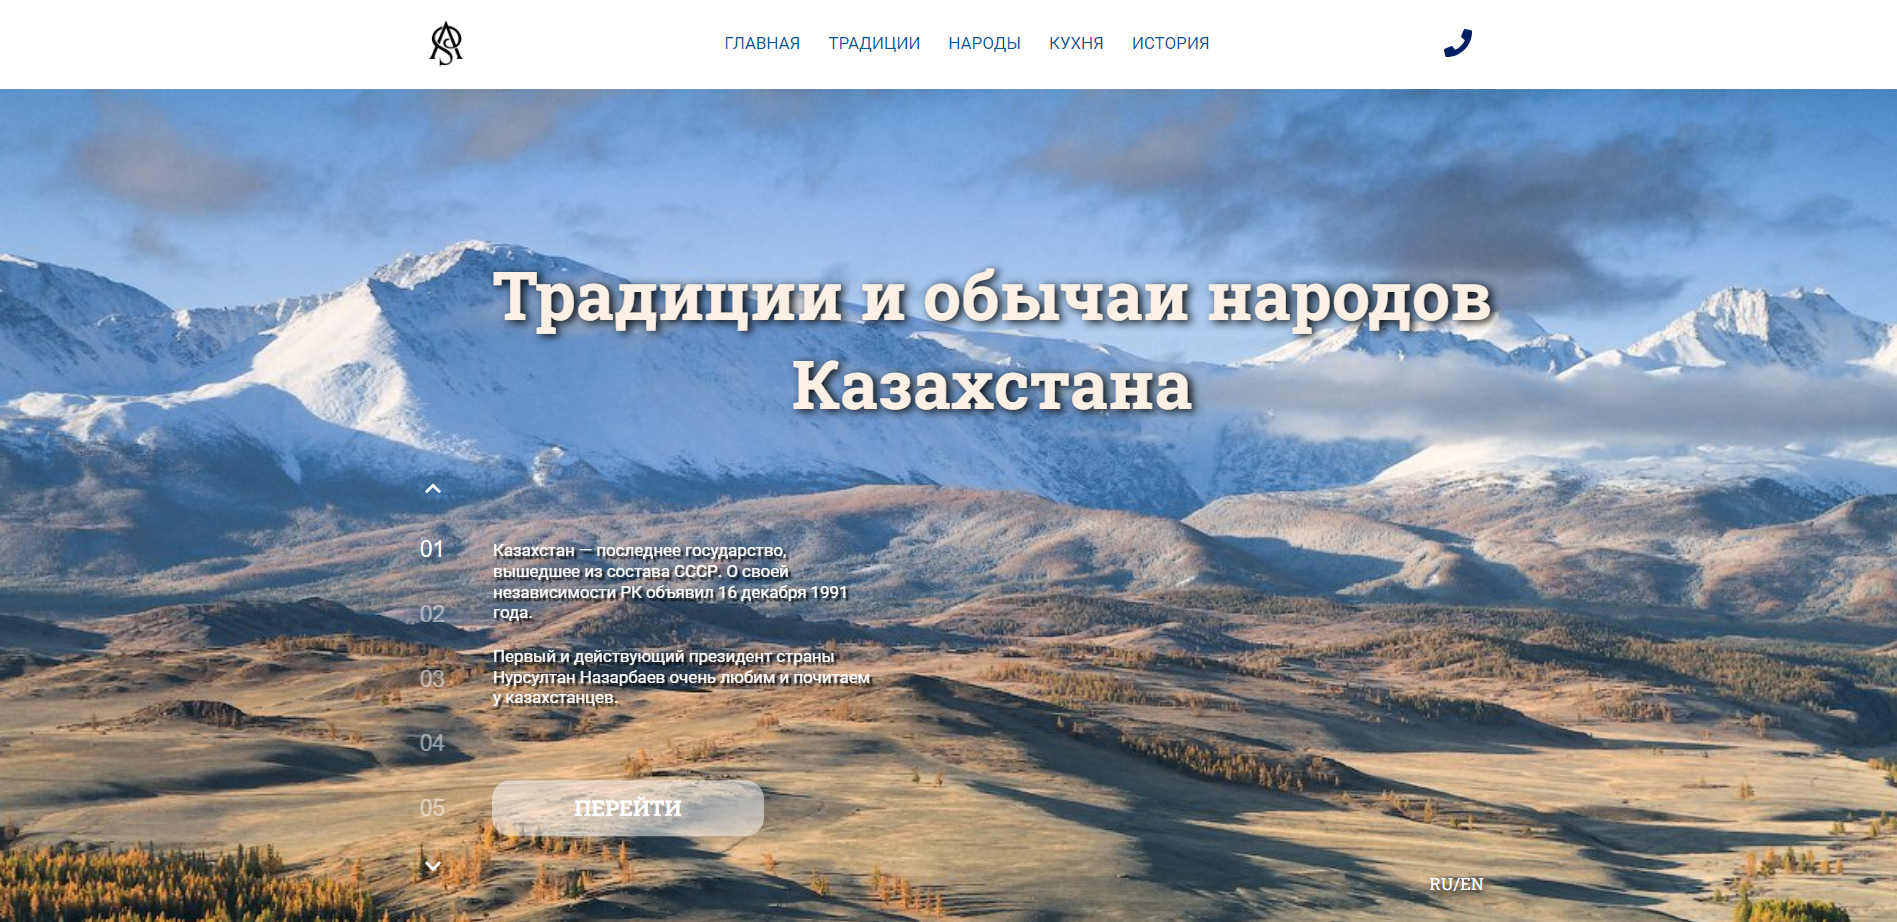 ГЛАВНАЯ ТРАДИЦИИ НАРОДЫ КУХНЯ ИСТОРИЯ
Традиции и обычаи народов
Казахстана
01
Казахстан — последнее государство,
вышедшее из состава СССР. О своей
независимости РК объявил 16 декабря 1991
года.
02
Первый и действующий президент страны
Нурсултан Назарбаев очень любим и почитаем
у казахстанцев.
03
04
05
ПЕРЕЙТИ
RU/EN